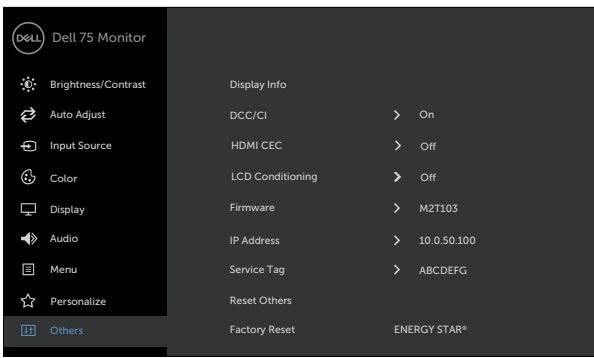 DELL Dell 75 Monitor
Brightness/Contrast Display Info
Auto Adjust DCC/CI On
Input Source HDMI CEC Off
Color LCD Conditioning Off
Display Firmware M2T103
Audio IP Address 10.0.50.100
Menu Service Tag ABCDEFG
Personalize Reset Others
Others Factory Reset ENERGY STAR®